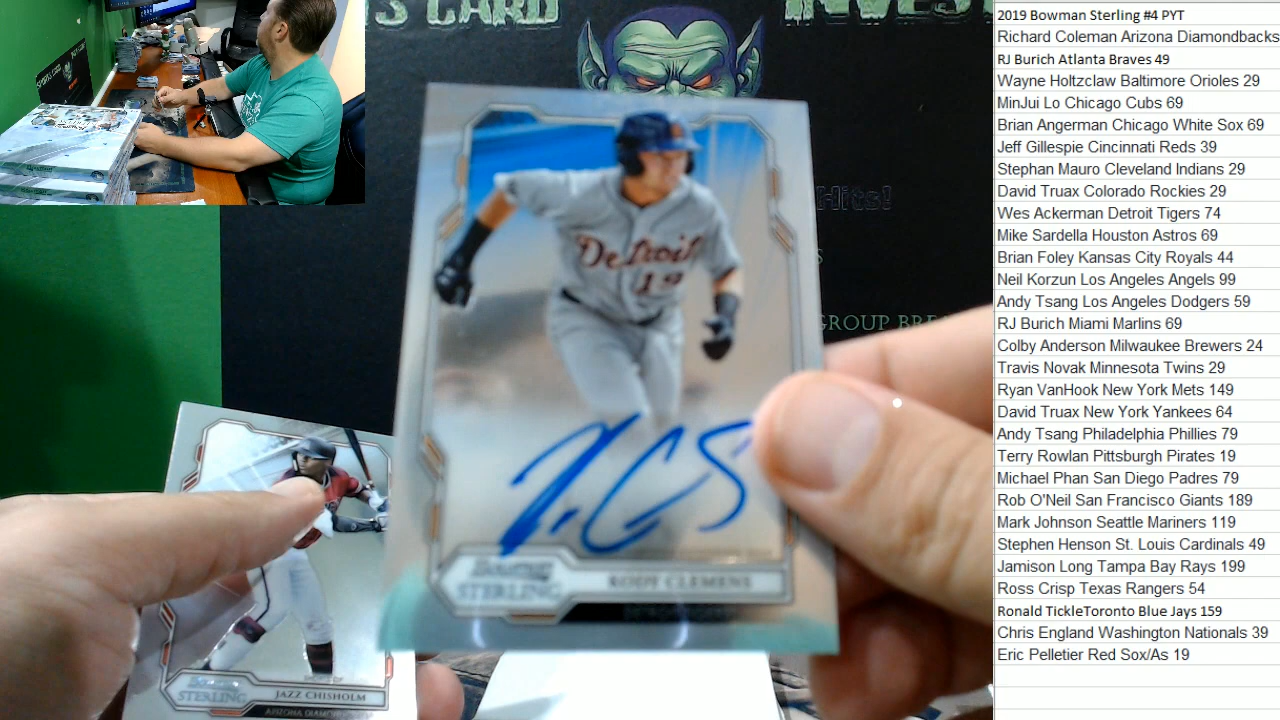 S CARD INVES
Hits!
GROUP BRE
Detroit
19
KODY CLEMENS
STERLING
STERLING
JAZZ CHISHOLM
2019 Bowman Sterling #4 PYT
Richard Coleman Arizona Diamondbacks
RJ Burich Atlanta Braves 49
Wayne Holtzclaw Baltimore Orioles 29
MinJui Lo Chicago Cubs 69
Brian Angerman Chicago White Sox 69
Jeff Gillespie Cincinnati Reds 39
Stephan Mauro Cleveland Indians 29
David Truax Colorado Rockies 29
Wes Ackerman Detroit Tigers 74
Mike Sardella Houston Astros 69
Brian Foley Kansas City Royals 44
Neil Korzun Los Angeles Angels 99
Andy Tsang Los Angeles Dodgers 59
RJ Burich Miami Marlins 69
Colby Anderson Milwaukee Brewers 24
Travis Novak Minnesota Twins 29
Ryan VanHook New York Mets 149
David Truax New York Yankees 64
Andy Tsang Philadelphia Phillies 79
Terry Rowlan Pittsburgh Pirates 19
Michael Phan San Diego Padres 79
Rob O'Neil San Francisco Giants 189
Mark Johnson Seattle Mariners 119
Stephen Henson St. Louis Cardinals 49
Jamison Long Tampa Bay Rays 199
Ross Crisp Texas Rangers 54
Ronald TickleToronto Blue Jays 159
Chris England Washington Nationals 39
Eric Pelletier Red Sox/As 19